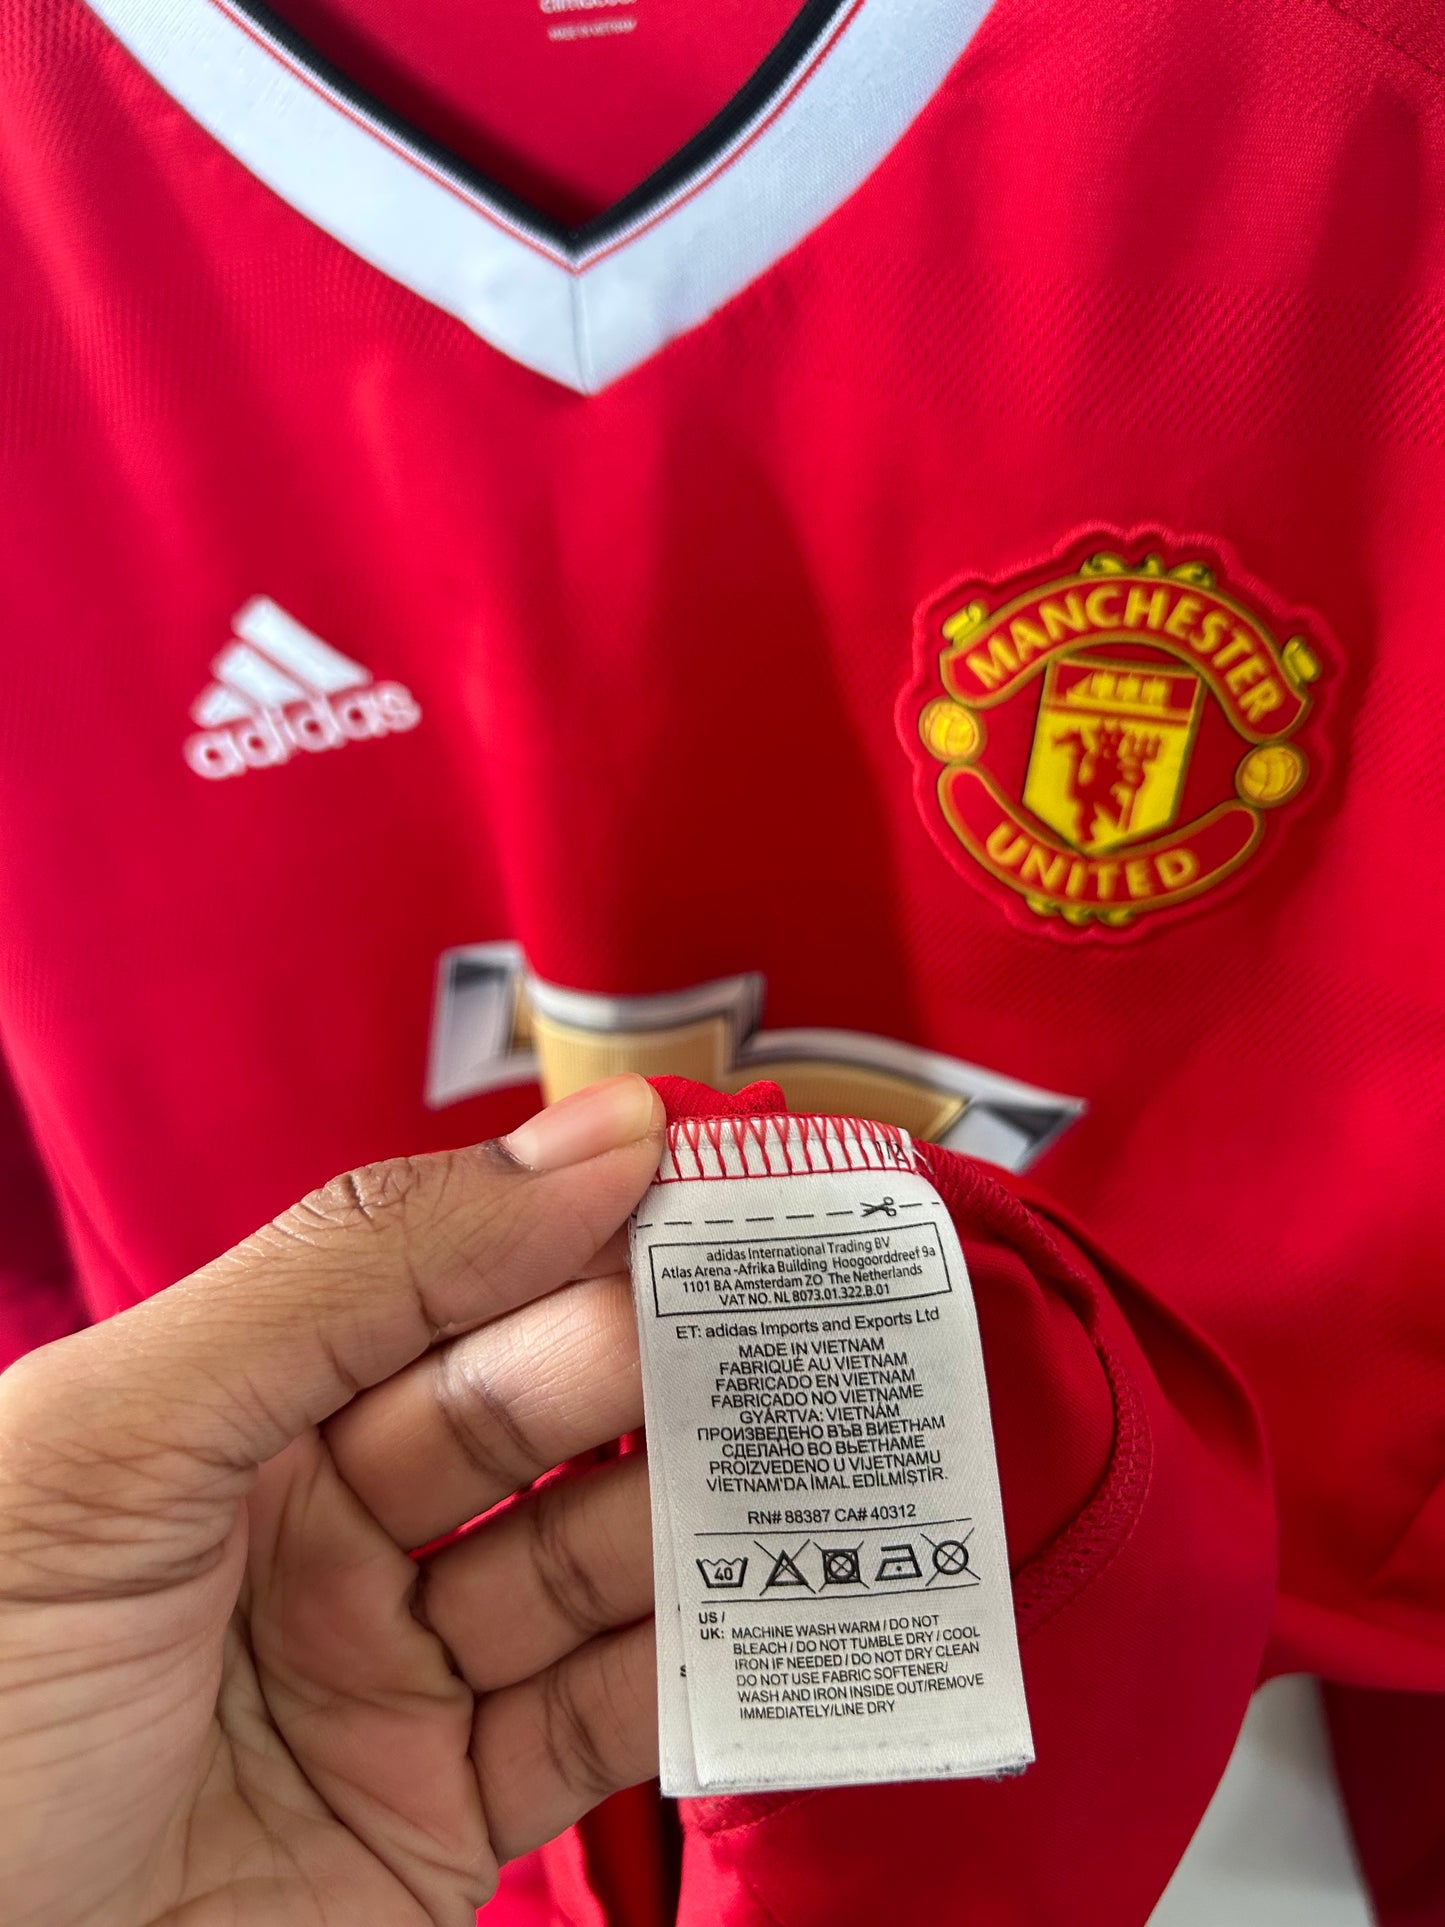 climacool
MADE IN VIETNAM
adidas
MANCHESTER
UNITED
adidas International Trading BV
Atlas Arena -Afrika Building Hoogoorddreef 9a
1101 BA Amsterdam ZO The Netherlands
VAT NO. NL 8073.01.322.B.01
ET: adidas Imports and Exports Ltd
MADE IN VIETNAM
FABRIQUÉ AU VIETNAM
FABRICADO EN VIETNAM
FABRICADO NO VIETNAME
GYÁRTVA: VIETNÁM
ПРОИЗВЕДЕНО ВЪВ ВИЕТНАМ
СДЕЛАНО ВО ВЬЕТНАМЕ
PROIZVEDENO U VIJETNAMU
VİETNAM'DA İMAL EDİLMİŞTİR.
RN# 88387 CA# 40312
40
US /
UK: MACHINE WASH WARM / DO NOT
BLEACH / DO NOT TUMBLE DRY / COOL
IRON IF NEEDED / DO NOT DRY CLEAN
DO NOT USE FABRIC SOFTENER/
WASH AND IRON INSIDE OUT/REMOVE
IMMEDIATELY/LINE DRY